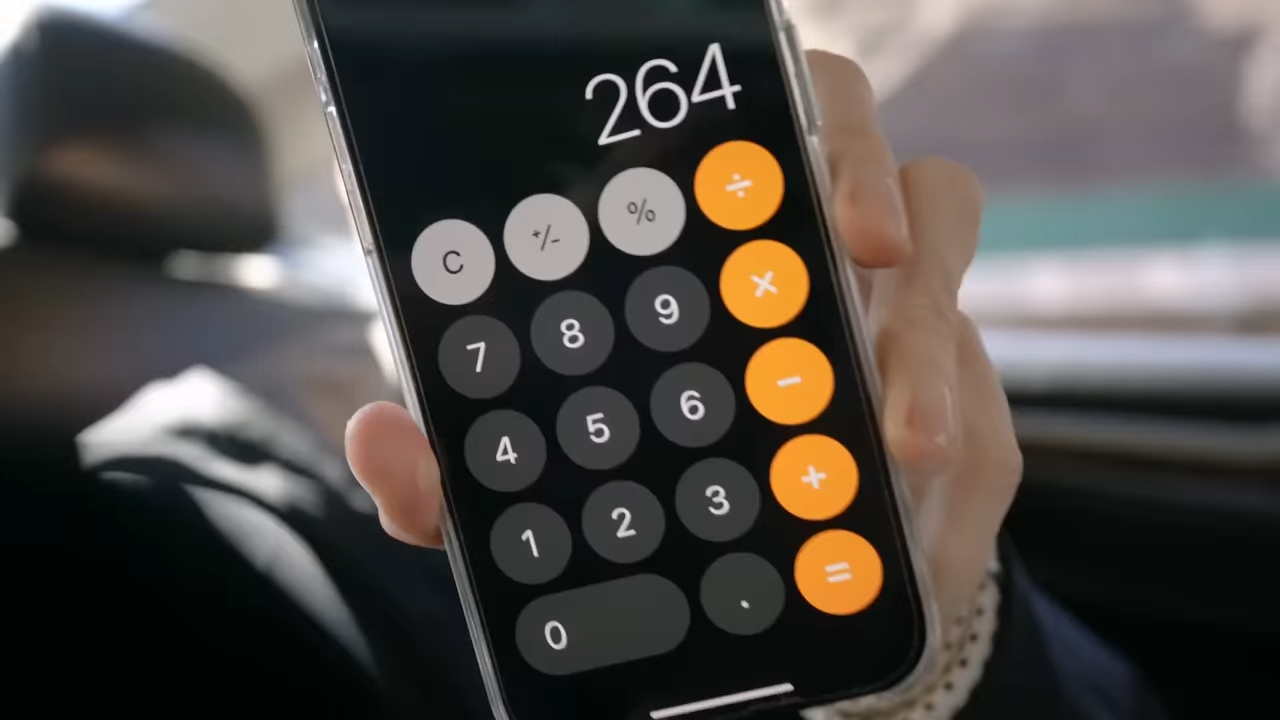 264
C +/- % ÷
7 8 9 ×
4 5 6 −
1 2 3 +
0 . =